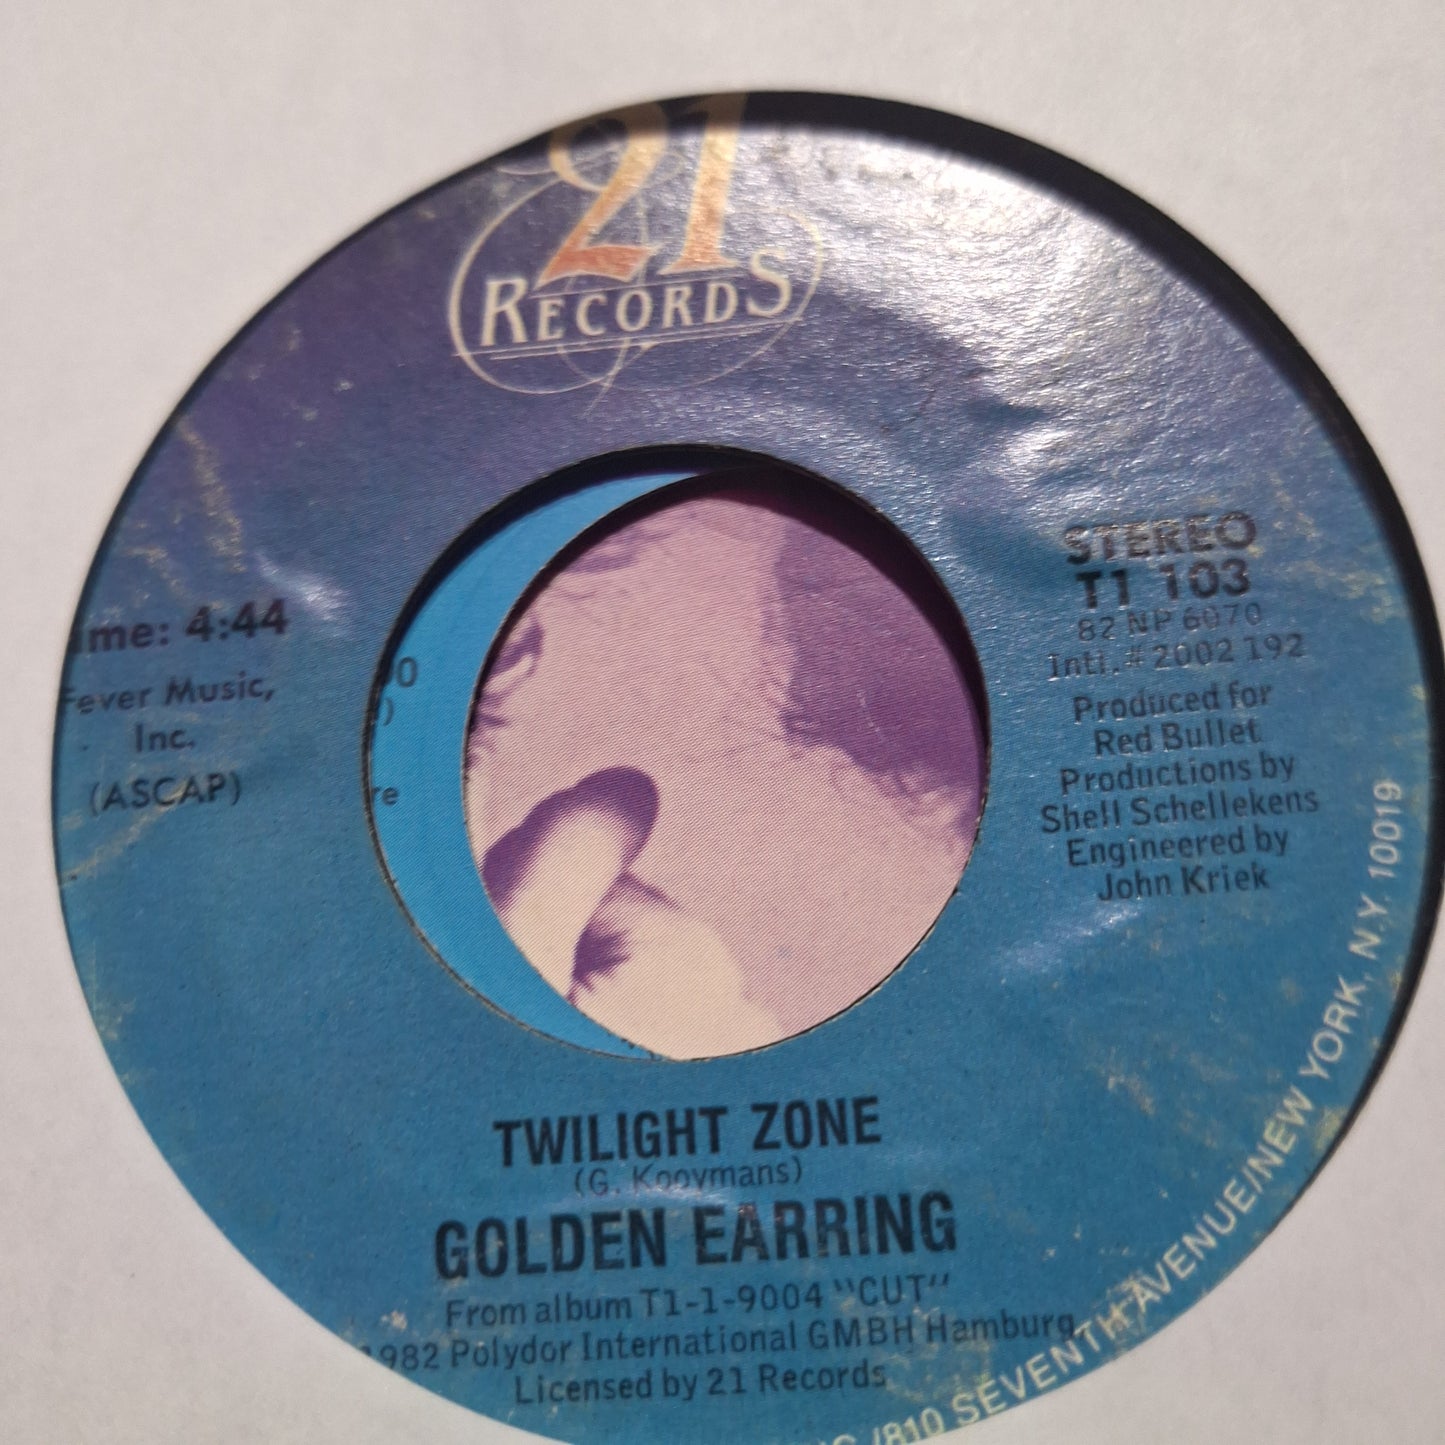 21
RECORDS
STEREO
T1 103
82 NP 6070
Intl. # 2002 192
Produced for
Red Bullet
Productions by
Shell Schellekens
Engineered by
John Kriek
ime: 4:44
Fever Music,
Inc.
(ASCAP)
TWILIGHT ZONE
(G. Kooymans)
GOLDEN EARRING
From album T1-1-9004 "CUT"
1982 Polydor International GMBH Hamburg
Licensed by 21 Records
/810 SEVENTH AVENUE/NEW YORK, N.Y. 10019